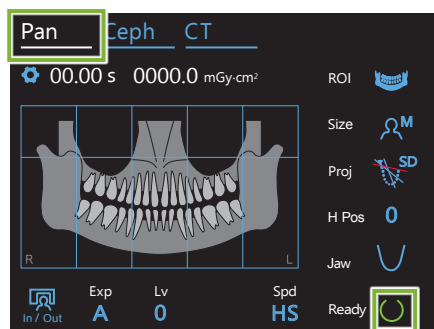 Pan Ceph CT
00.00 s 0000.0 mGy·cm²
ROI
Size M
Proj SD
H Pos 0
R L
Jaw
In / Out
Exp Lv Spd
A 0 HS
Ready